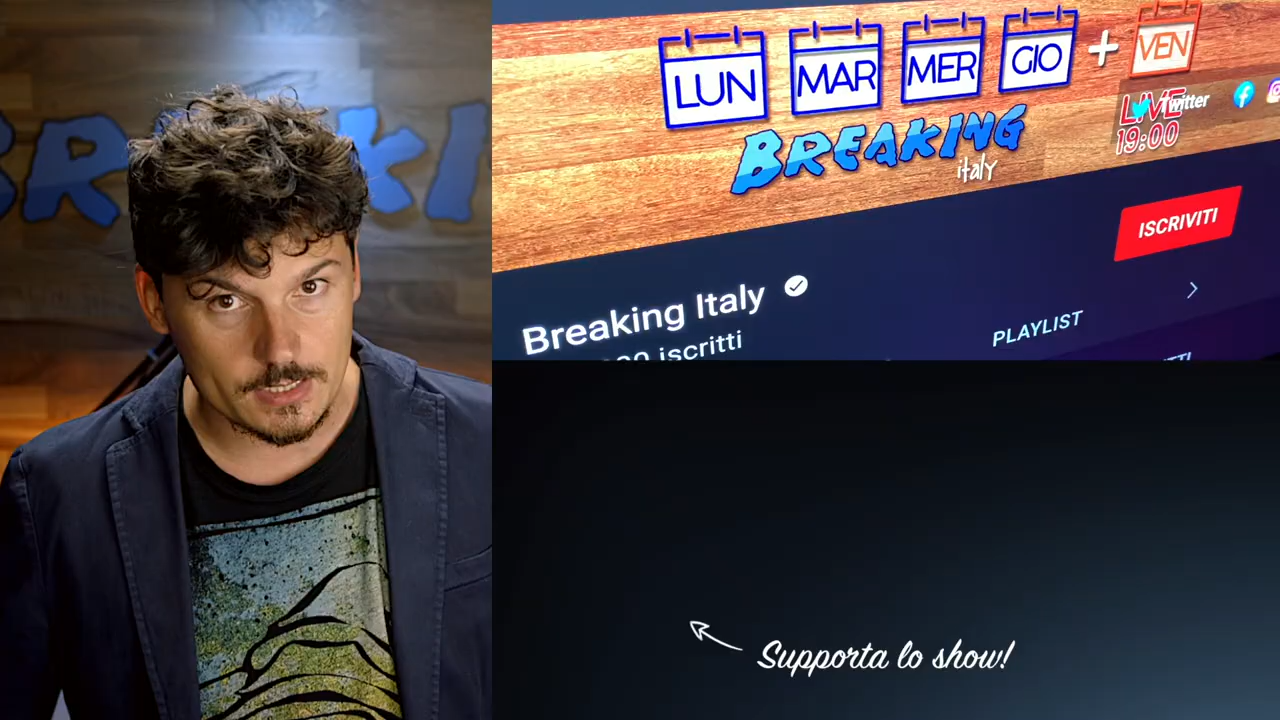 BREAKI
LUN MAR MER GIO + VEN
Twitter
LIVE
19:00
BREAKING
italy
ISCRIVITI
Breaking Italy
iscritti
PLAYLIST
Supporta lo show!